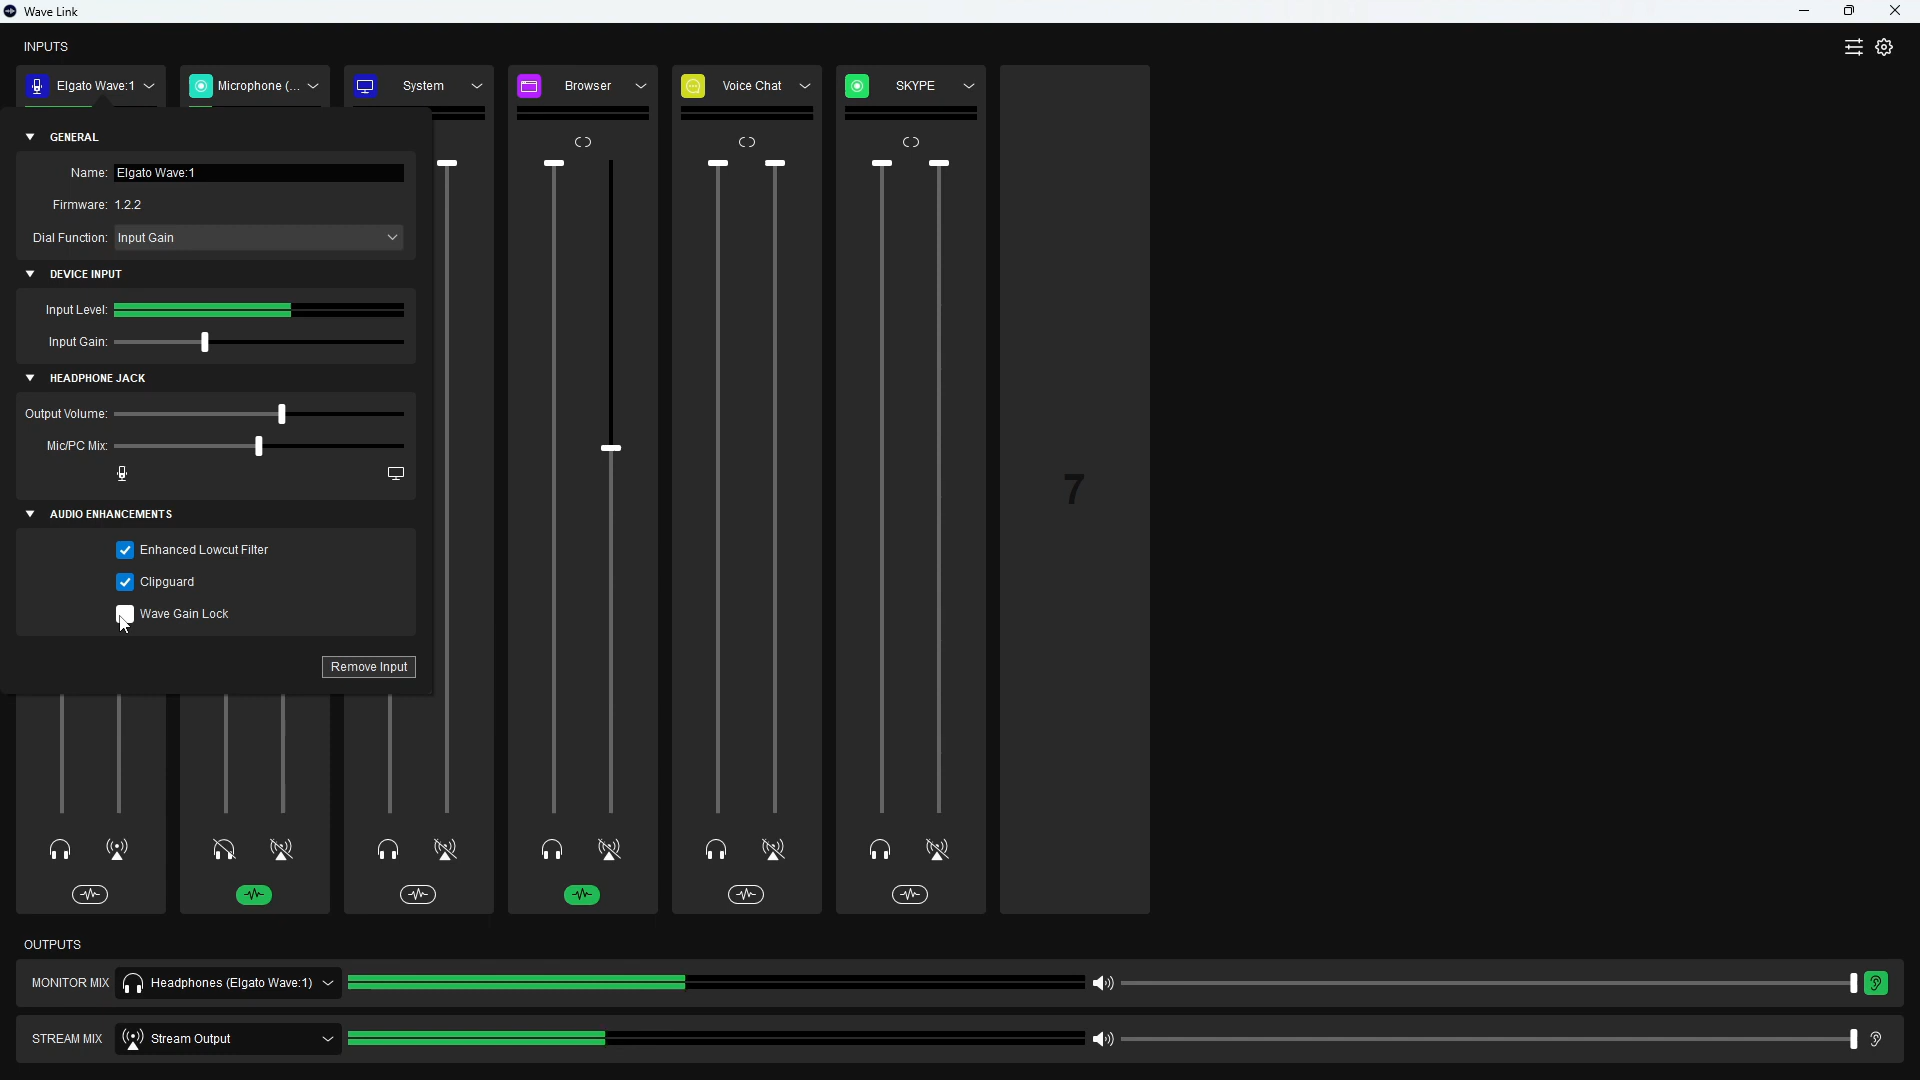 Wave Link
INPUTS
Elgato Wave:1
Microphone (...
System
Browser
Voice Chat
SKYPE
GENERAL
Name: Elgato Wave:1
Firmware: 1.2.2
Dial Function: Input Gain
DEVICE INPUT
Input Level:
Input Gain:
HEADPHONE JACK
Output Volume:
Mic/PC Mix:
AUDIO ENHANCEMENTS
Enhanced Lowcut Filter
Clipguard
Wave Gain Lock
Remove Input
7
OUTPUTS
MONITOR MIX Headphones (Elgato Wave:1)
STREAM MIX Stream Output